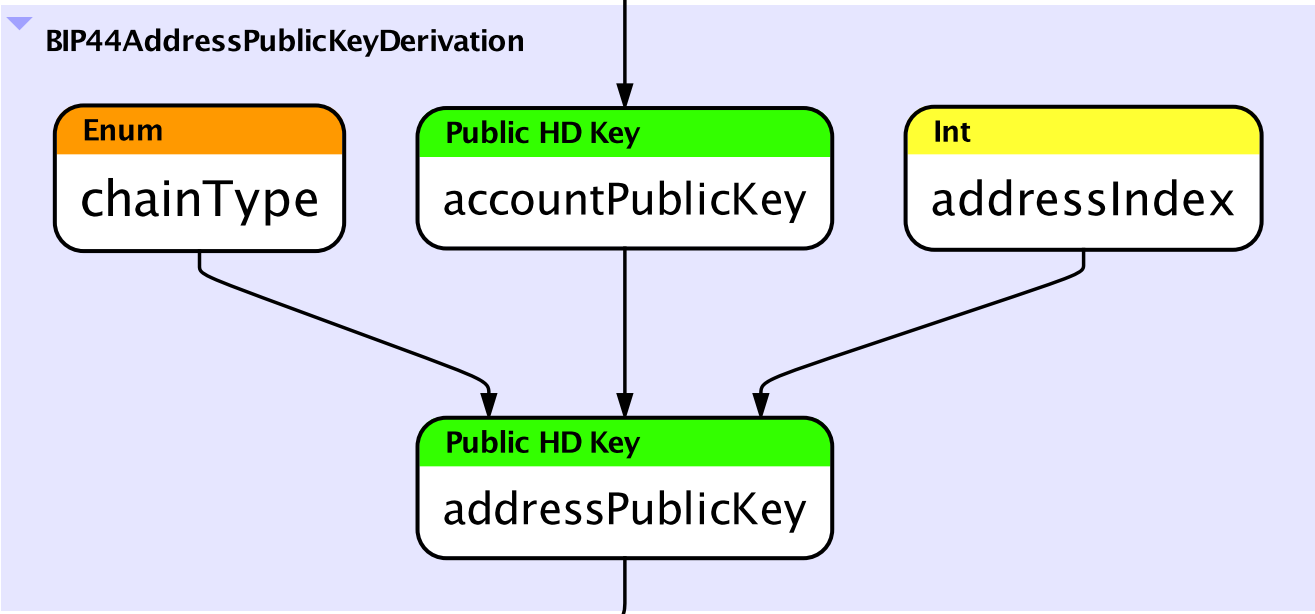 BIP44AddressPublicKeyDerivation
Enum
chainType
Public HD Key
accountPublicKey
Int
addressIndex
Public HD Key
addressPublicKey